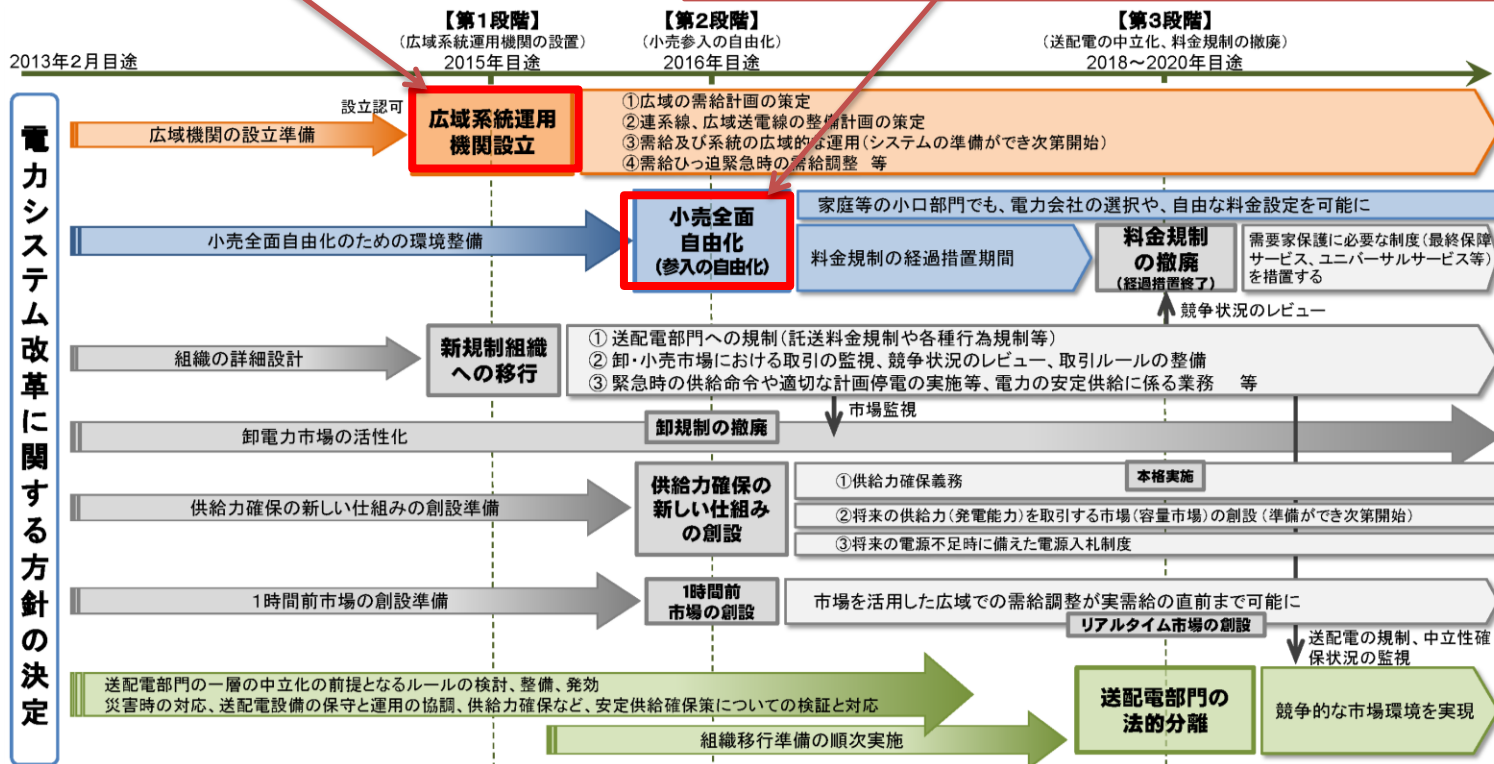 【第1段階】
(広域系統運用機関の設置)
2015年目途
【第2段階】
(小売参入の自由化)
2016年目途
【第3段階】
(送配電の中立化、料金規制の撤廃)
2018～2020年目途
2013年2月目途
電力システム改革に関する方針の決定
広域機関の設立準備
設立認可
広域系統運用
機関設立
①広域の需給計画の策定
②連系線、広域送電線の整備計画の策定
③需給及び系統の広域的な運用(システムの準備ができ次第開始)
④需給ひっ迫緊急時の需給調整 等
小売全面自由化のための環境整備
小売全面
自由化
(参入の自由化)
家庭等の小口部門でも、電力会社の選択や、自由な料金設定を可能に
料金規制の経過措置期間
料金規制
の撤廃
(経過措置終了)
需要家保護に必要な制度(最終保障
サービス、ユニバーサルサービス等)
を措置する
競争状況のレビュー
組織の詳細設計
新規制組織
への移行
① 送配電部門への規制(託送料金規制や各種行為規制等)
② 卸・小売市場における取引の監視、競争状況のレビュー、取引ルールの整備
③ 緊急時の供給命令や適切な計画停電の実施等、電力の安定供給に係る業務 等
市場監視
卸電力市場の活性化
卸規制の撤廃
供給力確保の新しい仕組みの創設準備
供給力確保の
新しい仕組み
の創設
①供給力確保義務
本格実施
②将来の供給力(発電能力)を取引する市場(容量市場)の創設(準備ができ次第開始)
③将来の電源不足時に備えた電源入札制度
1時間前市場の創設準備
1時間前
市場の創設
市場を活用した広域での需給調整が実需給の直前まで可能に
リアルタイム市場の創設
送配電の規制、中立性確
保状況の監視
送配電部門の一層の中立化の前提となるルールの検討、整備、発効
災害時の対応、送配電設備の保守と運用の協調、供給力確保など、安定供給確保策についての検証と対応
組織移行準備の順次実施
送配電部門の
法的分離
競争的な市場環境を実現